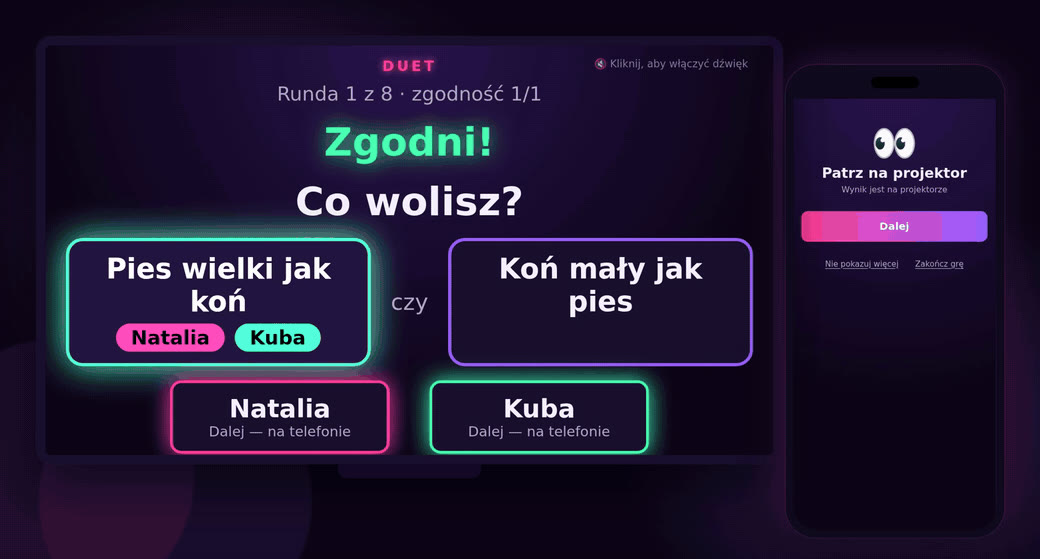 DUET
Kliknij, aby włączyć dźwięk
Runda 1 z 8 · zgodność 1/1
Zgodni!
Co wolisz?
Pies wielki jak
koń
Natalia
Kuba
czy
Koń mały jak
pies
Natalia
Dalej — na telefonie
Kuba
Dalej — na telefonie
Patrz na projektor
Wynik jest na projektorze
Dalej
Nie pokazuj więcej
Zakończ grę